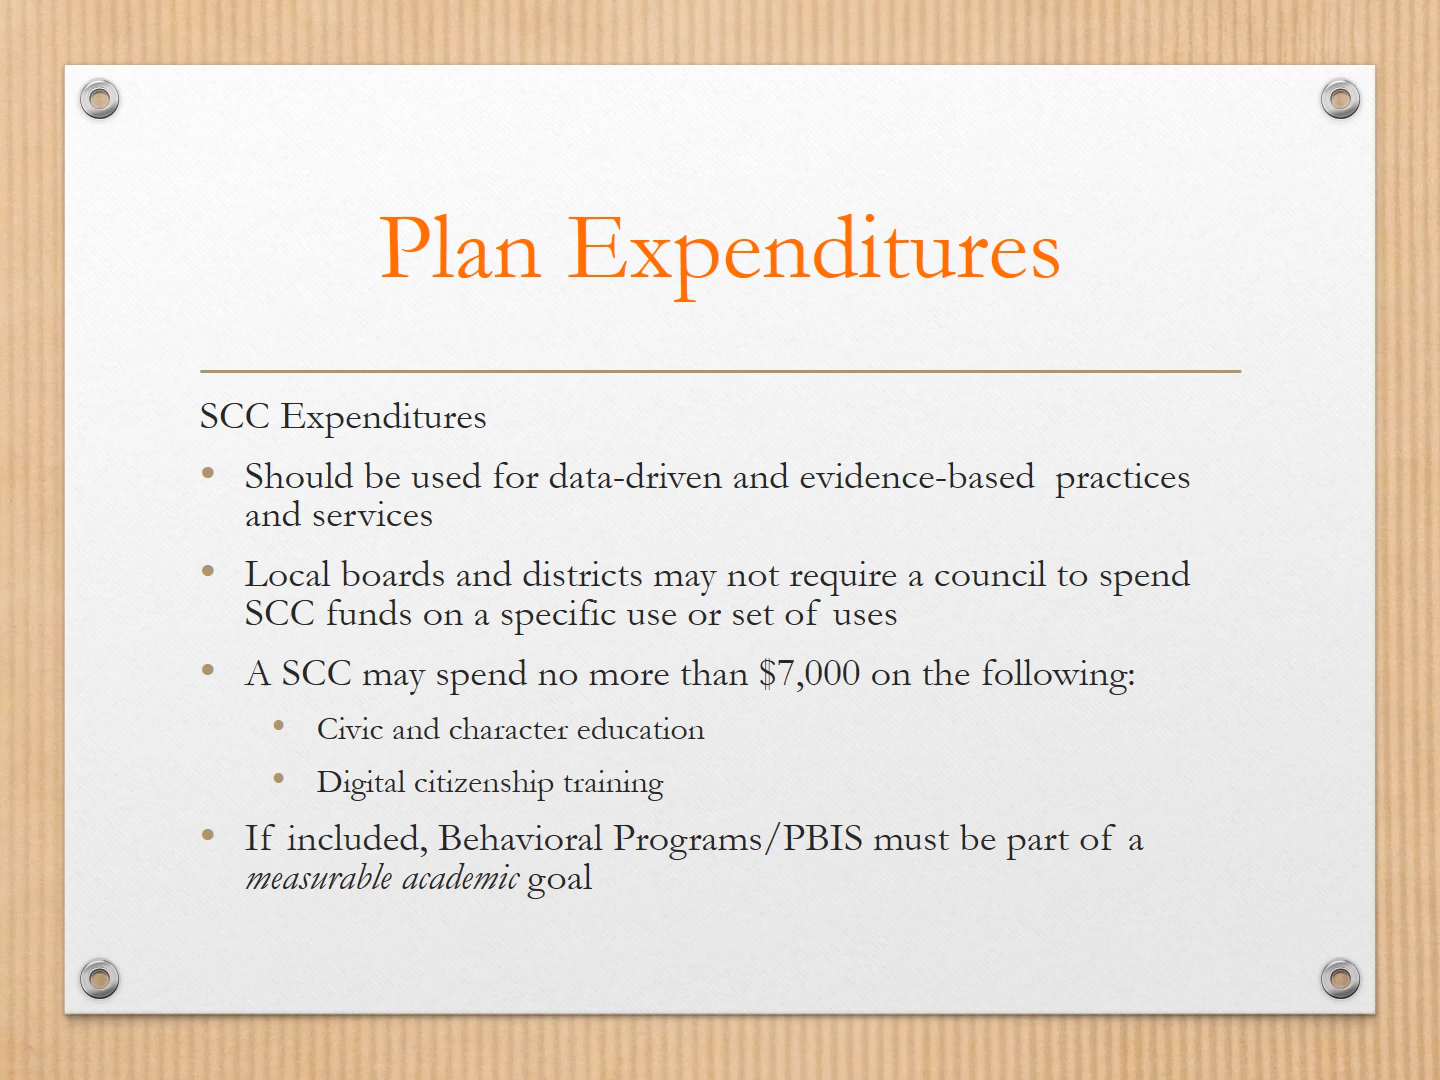 Plan Expenditures
SCC Expenditures
• Should be used for data-driven and evidence-based practices
and services
• Local boards and districts may not require a council to spend
SCC funds on a specific use or set of uses
• A SCC may spend no more than $7,000 on the following:
• Civic and character education
• Digital citizenship training
• If included, Behavioral Programs/PBIS must be part of a
measurable academic goal